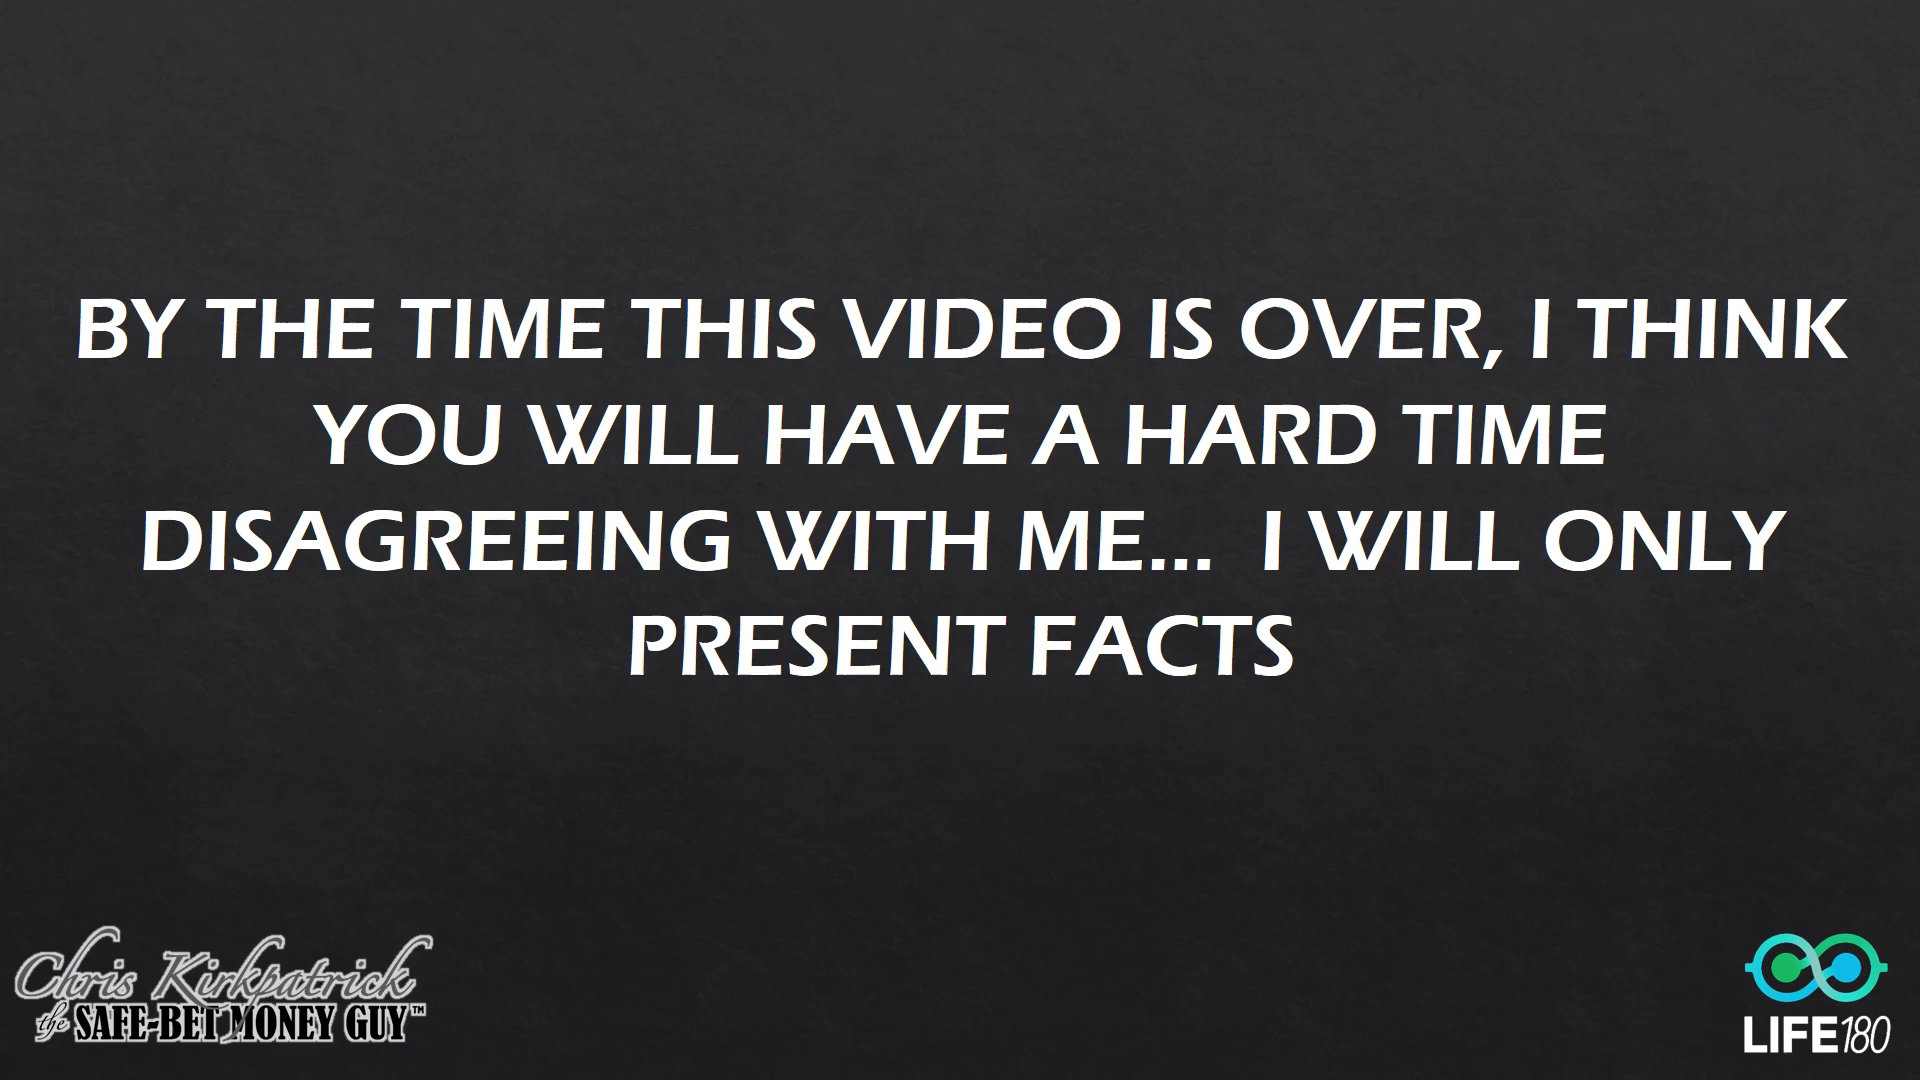 BY THE TIME THIS VIDEO IS OVER, I THINK
YOU WILL HAVE A HARD TIME
DISAGREEING WITH ME... I WILL ONLY
PRESENT FACTS
Chris Kirkpatrick
the SAFE-BET MONEY GUY™
LIFE180